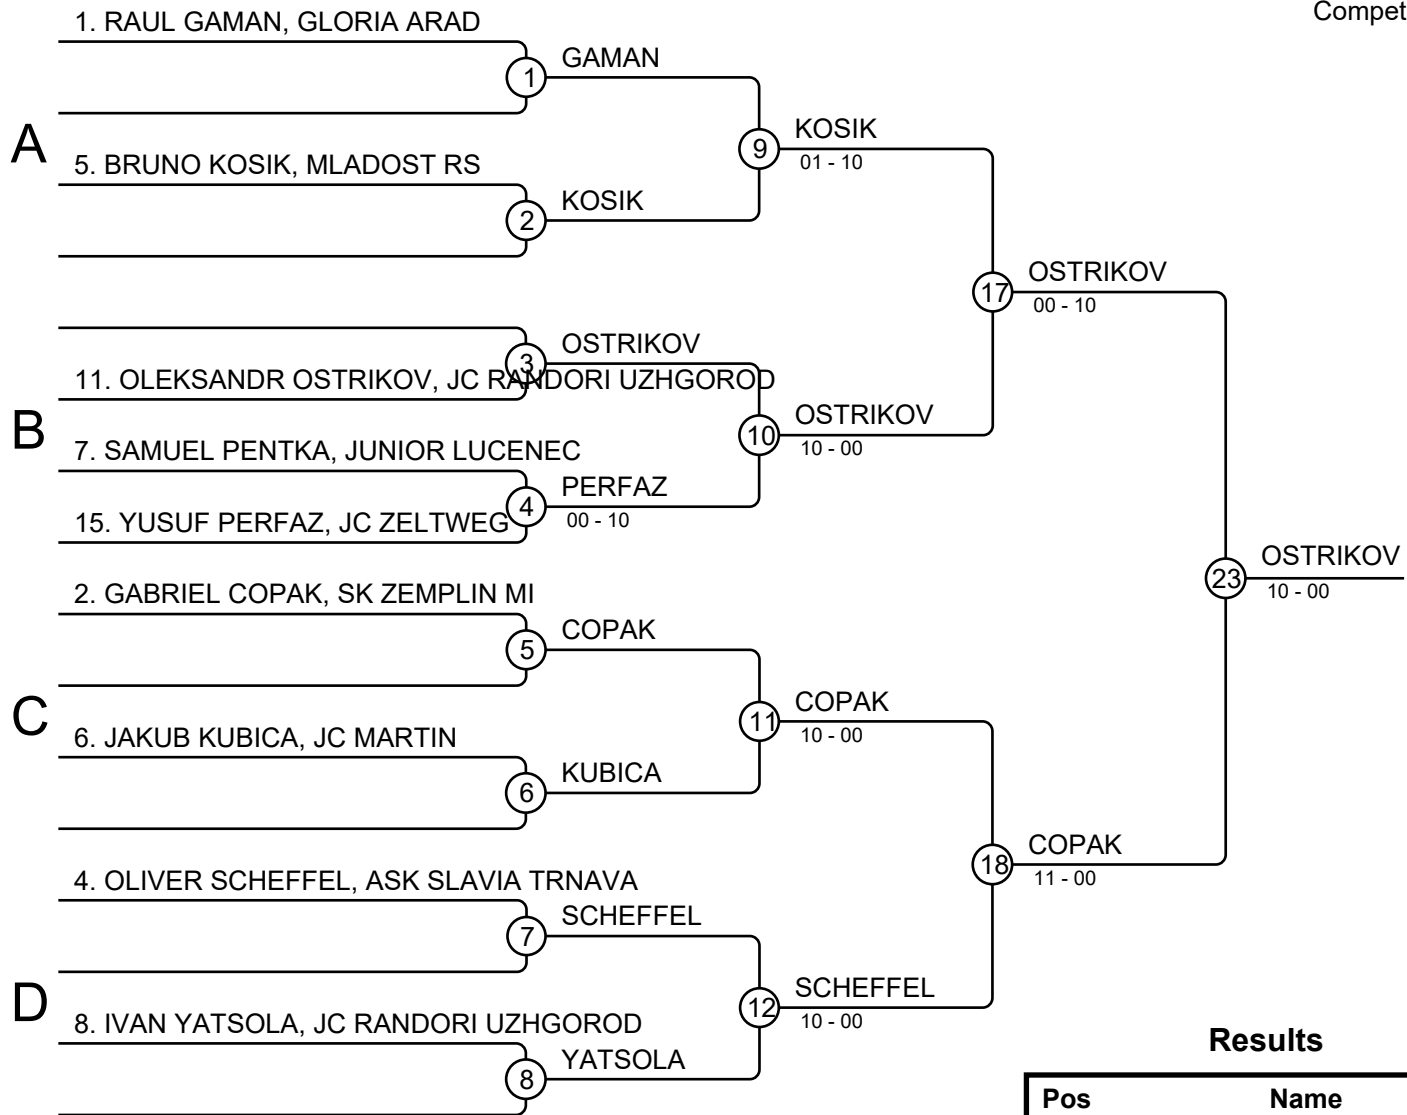 Compet
1. RAUL GAMAN, GLORIA ARAD
1
GAMAN
A
9
KOSIK
01 - 10
5. BRUNO KOSIK, MLADOST RS
2
KOSIK
17
OSTRIKOV
00 - 10
3
OSTRIKOV
11. OLEKSANDR OSTRIKOV, JC RANDORI UZHGOROD
B
10
OSTRIKOV
10 - 00
7. SAMUEL PENTKA, JUNIOR LUCENEC
4
PERFAZ
00 - 10
15. YUSUF PERFAZ, JC ZELTWEG
23
OSTRIKOV
10 - 00
2. GABRIEL COPAK, SK ZEMPLIN MI
5
COPAK
C
11
COPAK
10 - 00
6. JAKUB KUBICA, JC MARTIN
6
KUBICA
18
COPAK
11 - 00
4. OLIVER SCHEFFEL, ASK SLAVIA TRNAVA
7
SCHEFFEL
D
12
SCHEFFEL
10 - 00
8. IVAN YATSOLA, JC RANDORI UZHGOROD
8
YATSOLA
Results
Pos Name